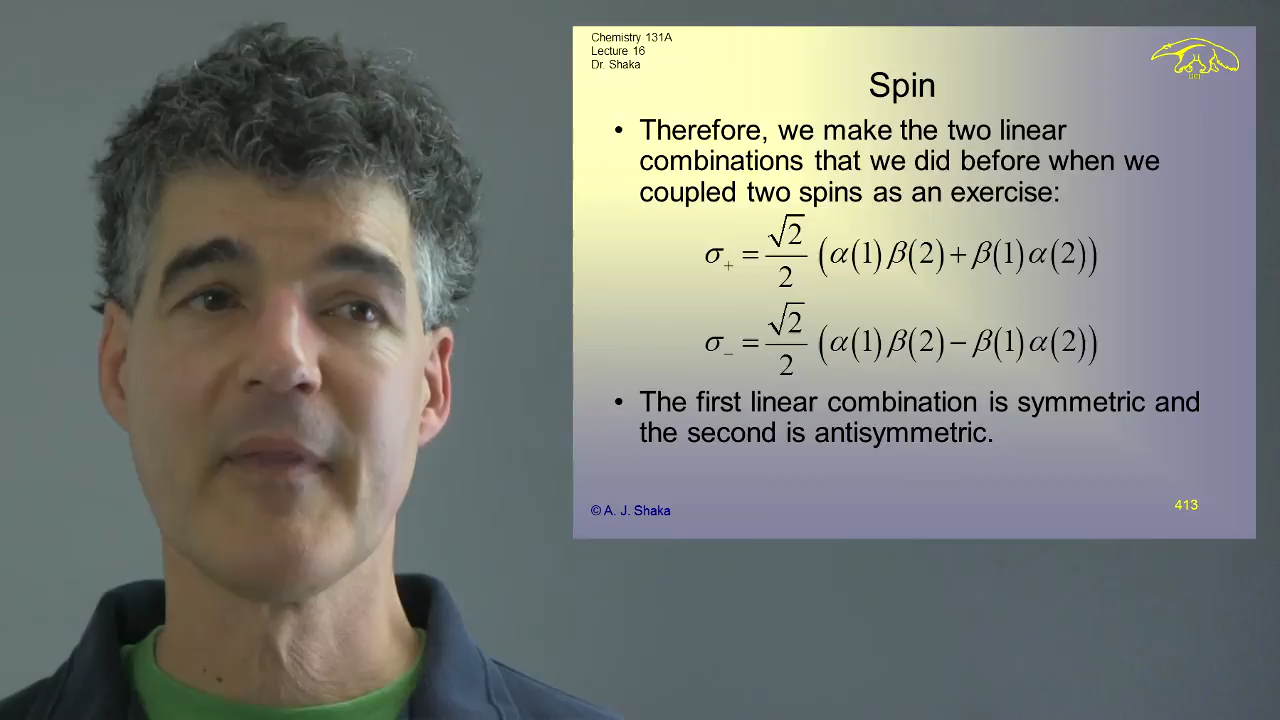 Chemistry 131A
Lecture 16
Dr. Shaka
UCI
Spin
• Therefore, we make the two linear
combinations that we did before when we
coupled two spins as an exercise:
σ₊ = √2/2 (α(1)β(2) + β(1)α(2))
σ₋ = √2/2 (α(1)β(2) − β(1)α(2))
• The first linear combination is symmetric and
the second is antisymmetric.
© A. J. Shaka
413